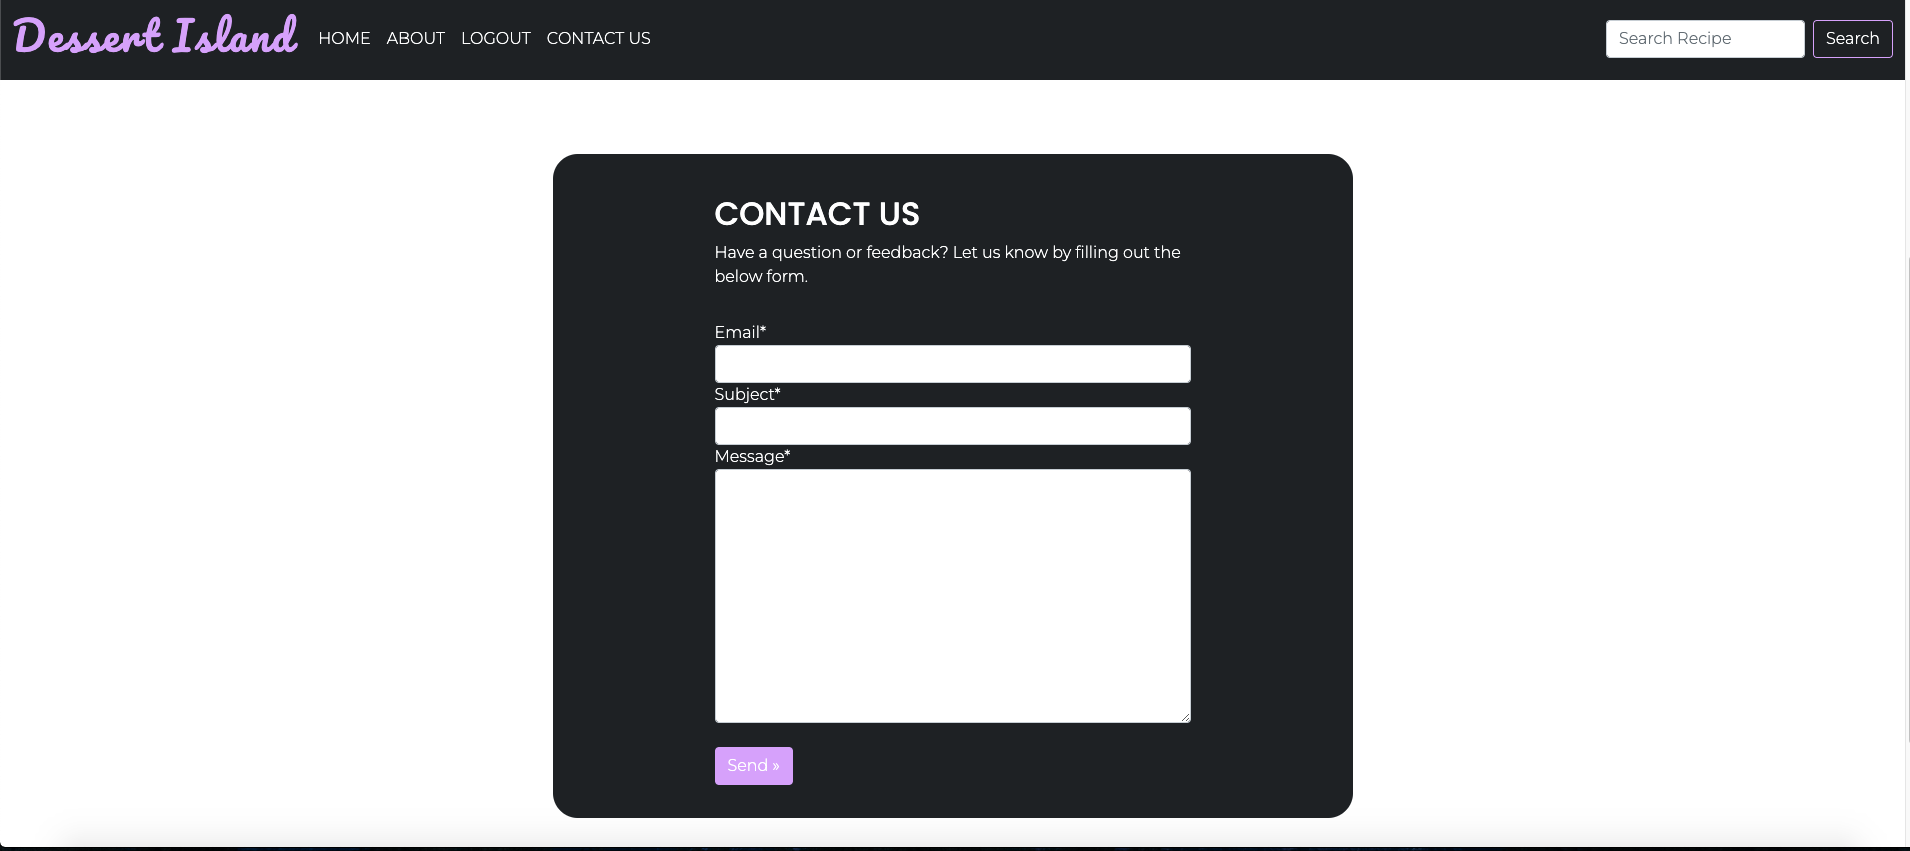 Dessert Island HOME ABOUT LOGOUT CONTACT US Search Recipe Search
CONTACT US
Have a question or feedback? Let us know by filling out the
below form.
Email*
Subject*
Message*
Send »